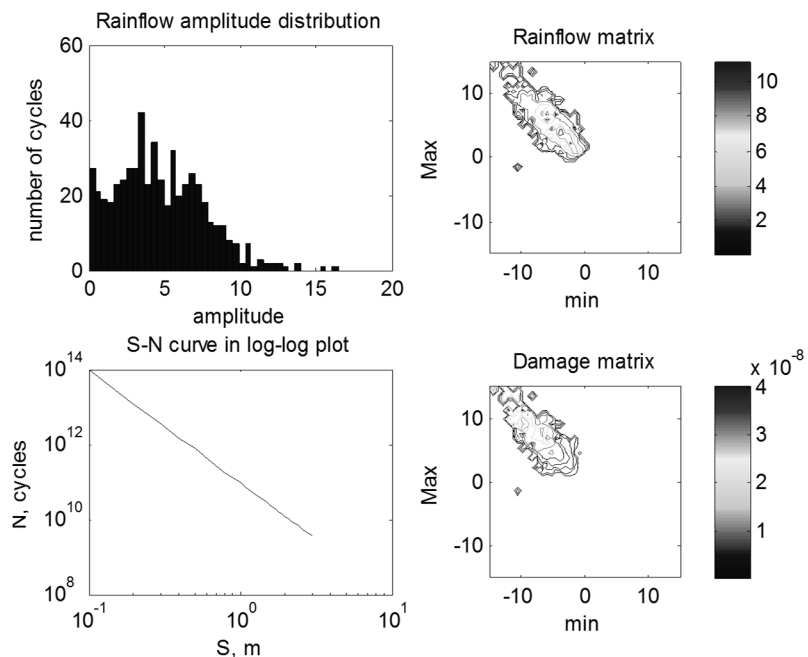 Rainflow amplitude distribution
number of cycles
60
40
20
0
0 5 10 15 20
amplitude
Rainflow matrix
Max
10
0
-10
-10 0 10
min
10
8
6
4
2
S-N curve in log-log plot
N, cycles
10^14
10^12
10^10
10^8
10^-1 10^0 10^1
S, m
Damage matrix
Max
10
0
-10
-10 0 10
min
x 10^-8
4
3
2
1